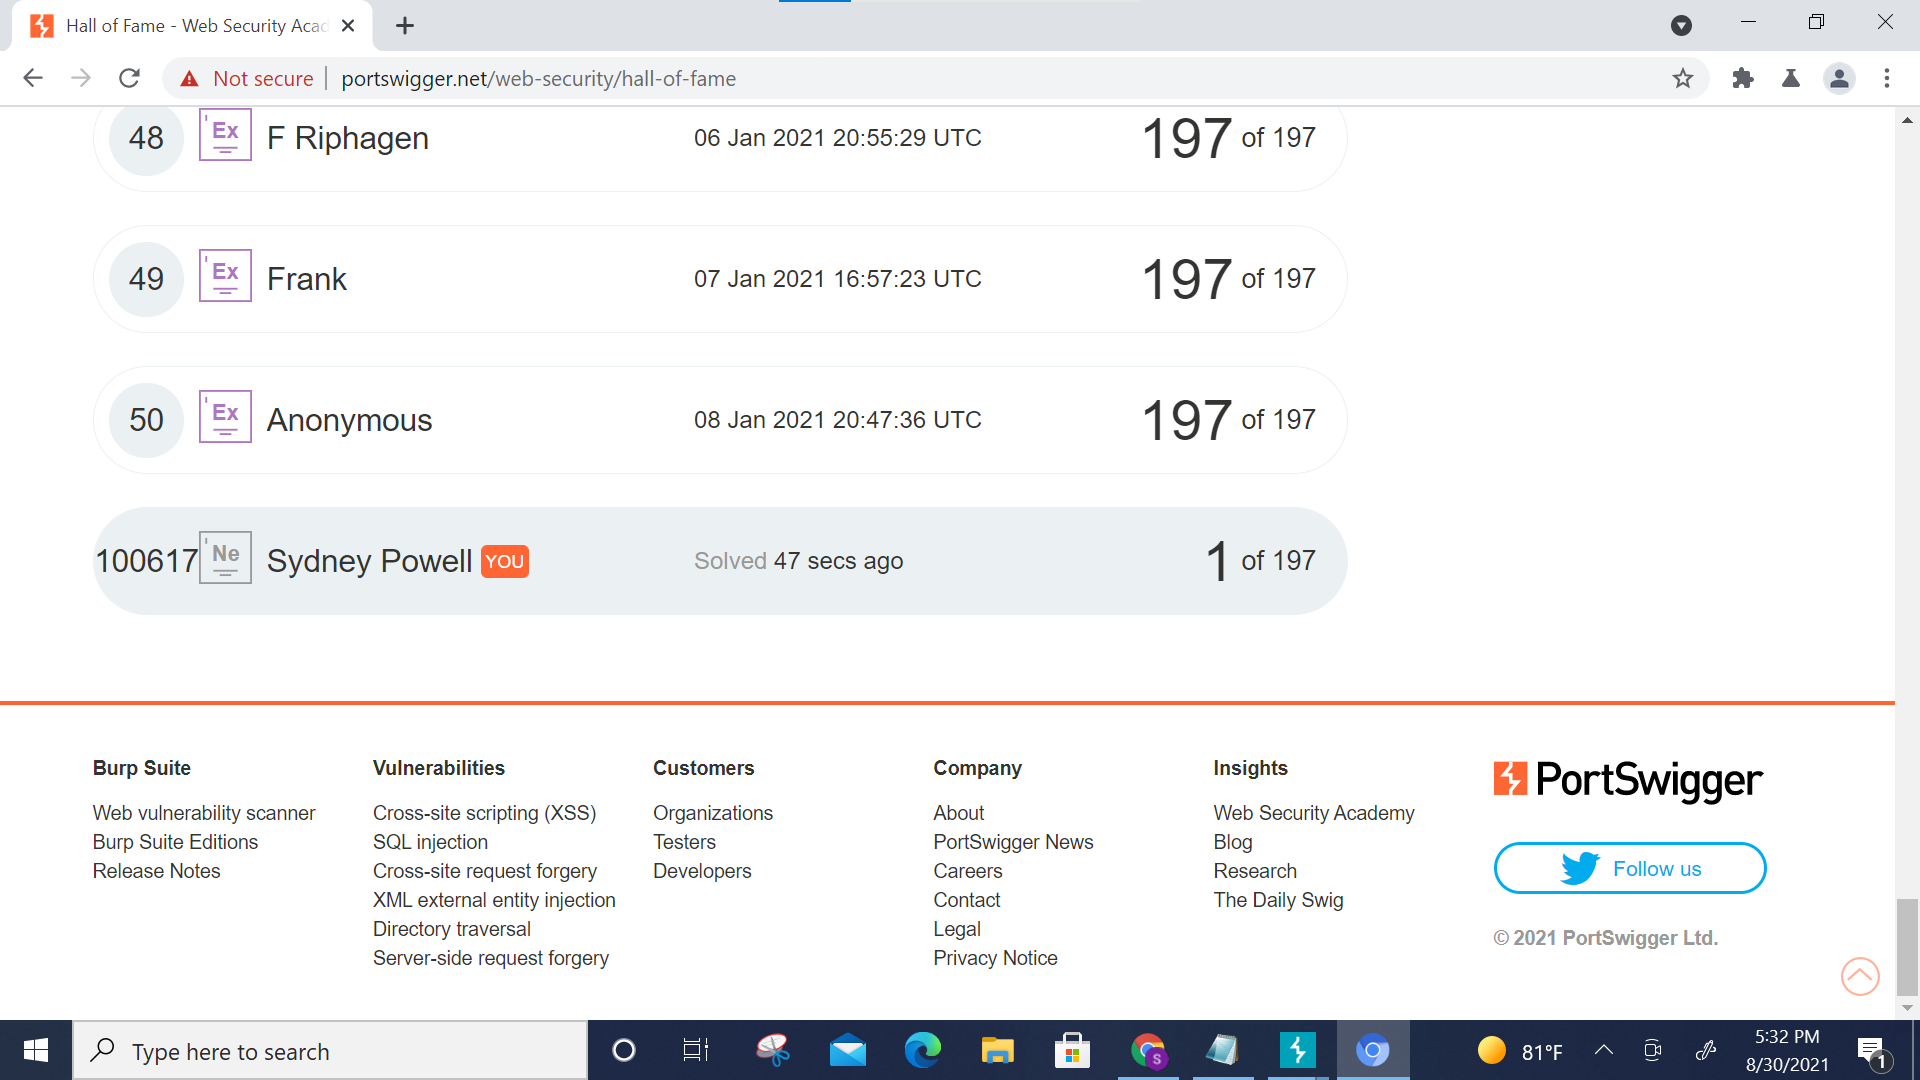 Hall of Fame - Web Security Acad
Not secure
portswigger.net/web-security/hall-of-fame
48 Ex F Riphagen 06 Jan 2021 20:55:29 UTC 197 of 197
49 Ex Frank 07 Jan 2021 16:57:23 UTC 197 of 197
50 Ex Anonymous 08 Jan 2021 20:47:36 UTC 197 of 197
100617 Ne Sydney Powell YOU Solved 47 secs ago 1 of 197
Burp Suite
Web vulnerability scanner
Burp Suite Editions
Release Notes
Vulnerabilities
Cross-site scripting (XSS)
SQL injection
Cross-site request forgery
XML external entity injection
Directory traversal
Server-side request forgery
Customers
Organizations
Testers
Developers
Company
About
PortSwigger News
Careers
Contact
Legal
Privacy Notice
Insights
Web Security Academy
Blog
Research
The Daily Swig
PortSwigger
Follow us
© 2021 PortSwigger Ltd.
Type here to search
S
81°F
5:32 PM
8/30/2021
1